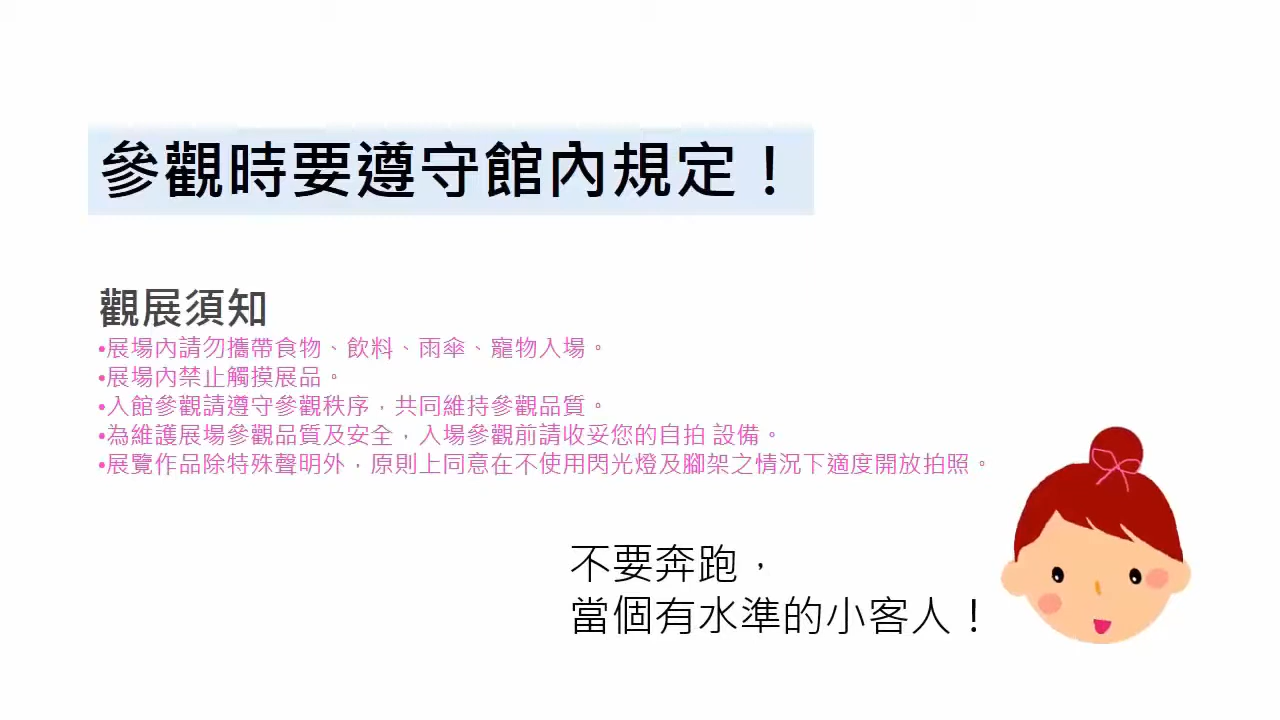 參觀時要遵守館內規定！
觀展須知
•展場內請勿攜帶食物、飲料、雨傘、寵物入場。
•展場內禁止觸摸展品。
•入館參觀請遵守參觀秩序，共同維持參觀品質。
•為維護展場參觀品質及安全，入場參觀前請收妥您的自拍 設備。
•展覽作品除特殊聲明外，原則上同意在不使用閃光燈及腳架之情況下適度開放拍照。
不要奔跑，
當個有水準的小客人！